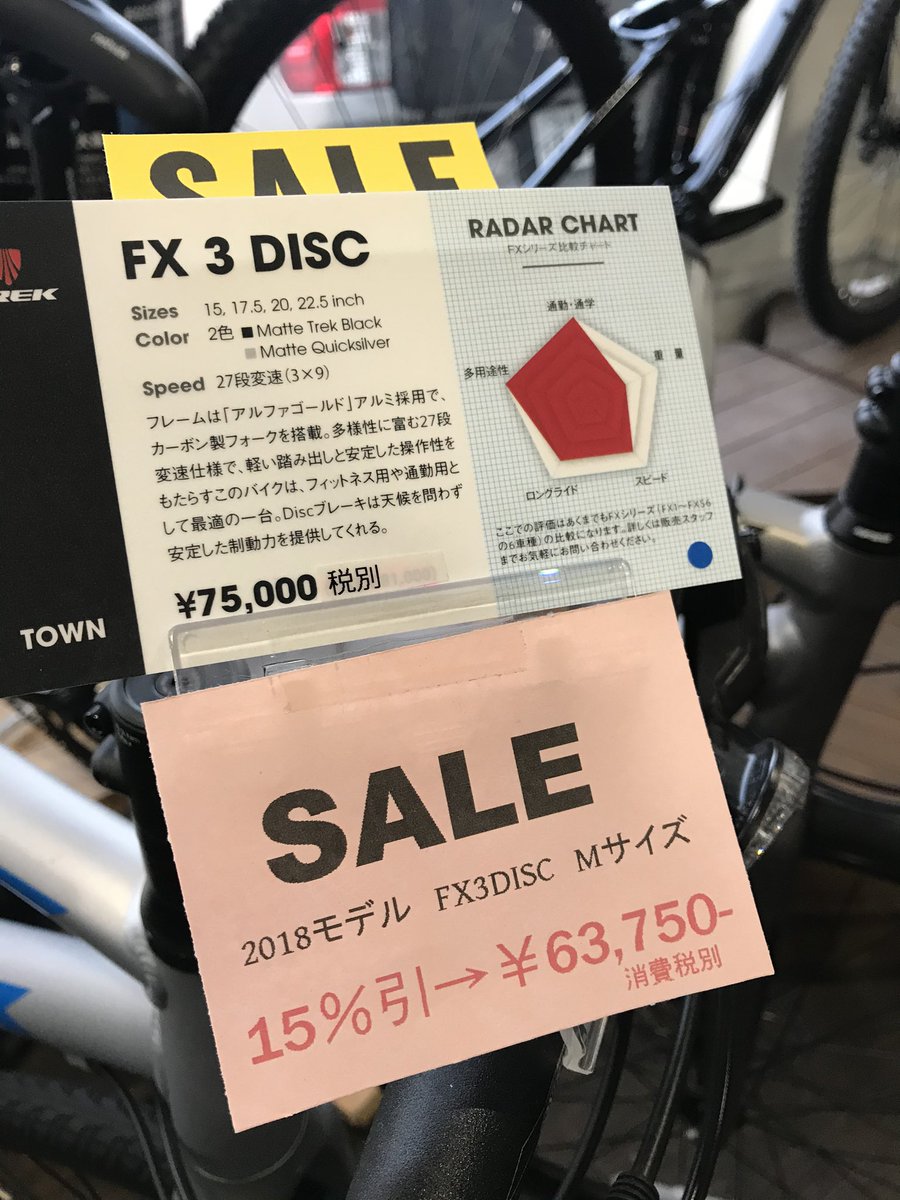 SALE
REK
FX 3 DISC
Sizes 15, 17.5, 20, 22.5 inch
Color 2色 ■Matte Trek Black
■Matte Quicksilver
Speed 27段変速(3×9)
フレームは「アルファゴールド」アルミ採用で、
カーボン製フォークを搭載。多様性に富む27段
変速仕様で、軽い踏み出しと安定した操作性を
もたらすこのバイクは、フィットネス用や通勤用と
して最適の一台。Discブレーキは天候を問わず
安定した制動力を提供してくれる。
¥75,000 税別
TOWN
RADAR CHART
FXシリーズ比較チャート
通勤・通学
重量
多用途性
スピード
ロングライド
ここでの評価はあくまでもFXシリーズ(FX1〜FXS6
の6車種)の比較になります。詳しくは販売スタッフ
までお気軽にお問い合わせください。
SALE
2018モデル FX3DISC Mサイズ
15%引→¥63,750-
消費税別